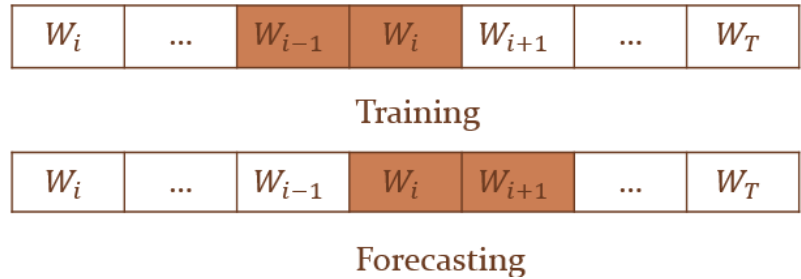 W_i ... W_{i-1} W_i W_{i+1} ... W_T
Training
W_i ... W_{i-1} W_i W_{i+1} ... W_T
Forecasting